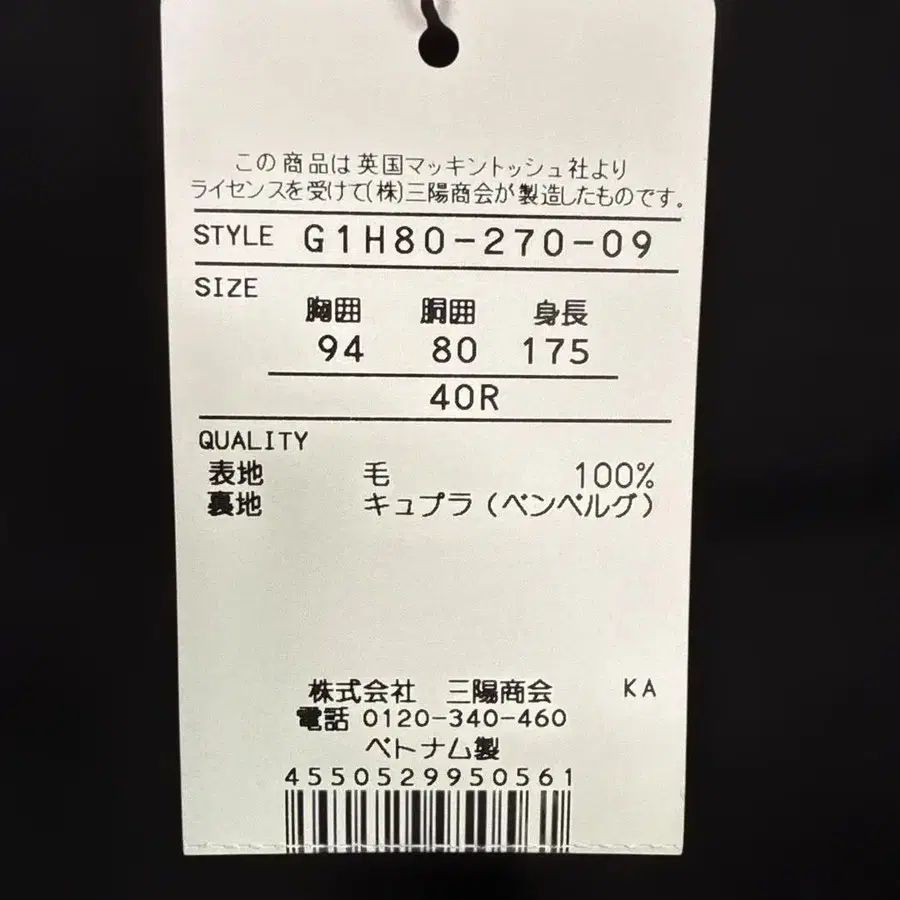 この商品は英国マッキントッシュ社より
ライセンスを受けて(株)三陽商会が製造したものです。
STYLE G1H80-270-09
SIZE
胸囲 胴囲 身長
94 80 175
40R
QUALITY
表地 毛 100%
裏地 キュプラ(ベンベルグ)
株式会社 三陽商会 KA
電話 0120-340-460
ベトナム製
4550529950561